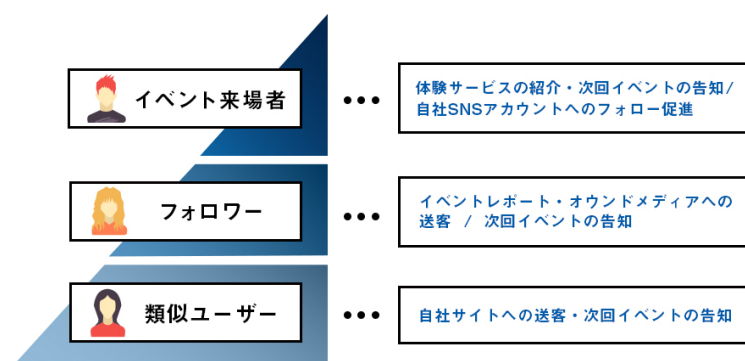 イベント来場者
•••
体験サービスの紹介・次回イベントの告知/
自社SNSアカウントへのフォロー促進
フォロワー
•••
イベントレポート・オウンドメディアへの
送客 / 次回イベントの告知
類似ユーザー
•••
自社サイトへの送客・次回イベントの告知